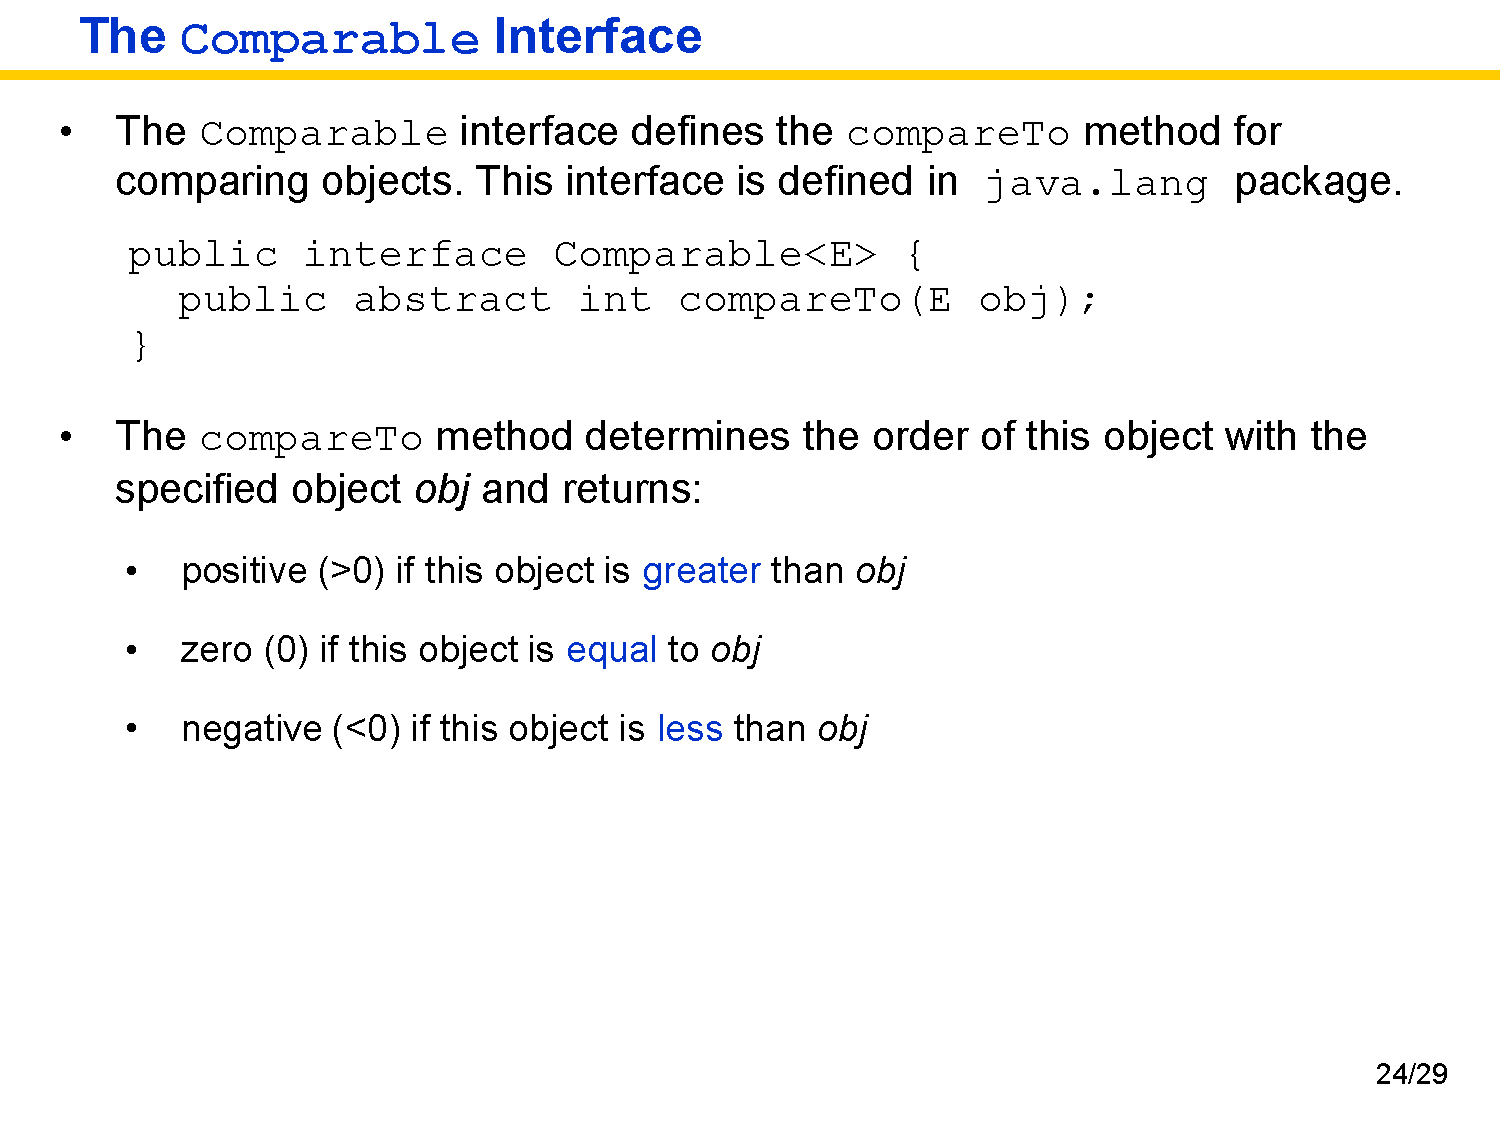 The Comparable Interface
• The Comparable interface defines the compareTo method for
comparing objects. This interface is defined in java.lang package.
public interface Comparable<E> {
  public abstract int compareTo(E obj);
}
• The compareTo method determines the order of this object with the
specified object obj and returns:
• positive (>0) if this object is greater than obj
• zero (0) if this object is equal to obj
• negative (<0) if this object is less than obj
24/29